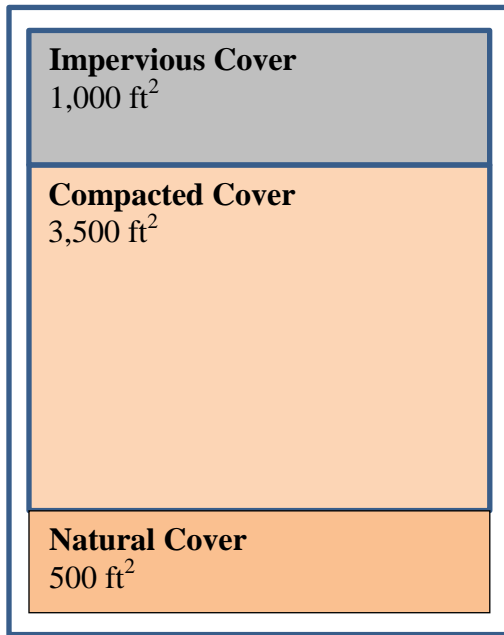 Impervious Cover
1,000 ft²
Compacted Cover
3,500 ft²
Natural Cover
500 ft²